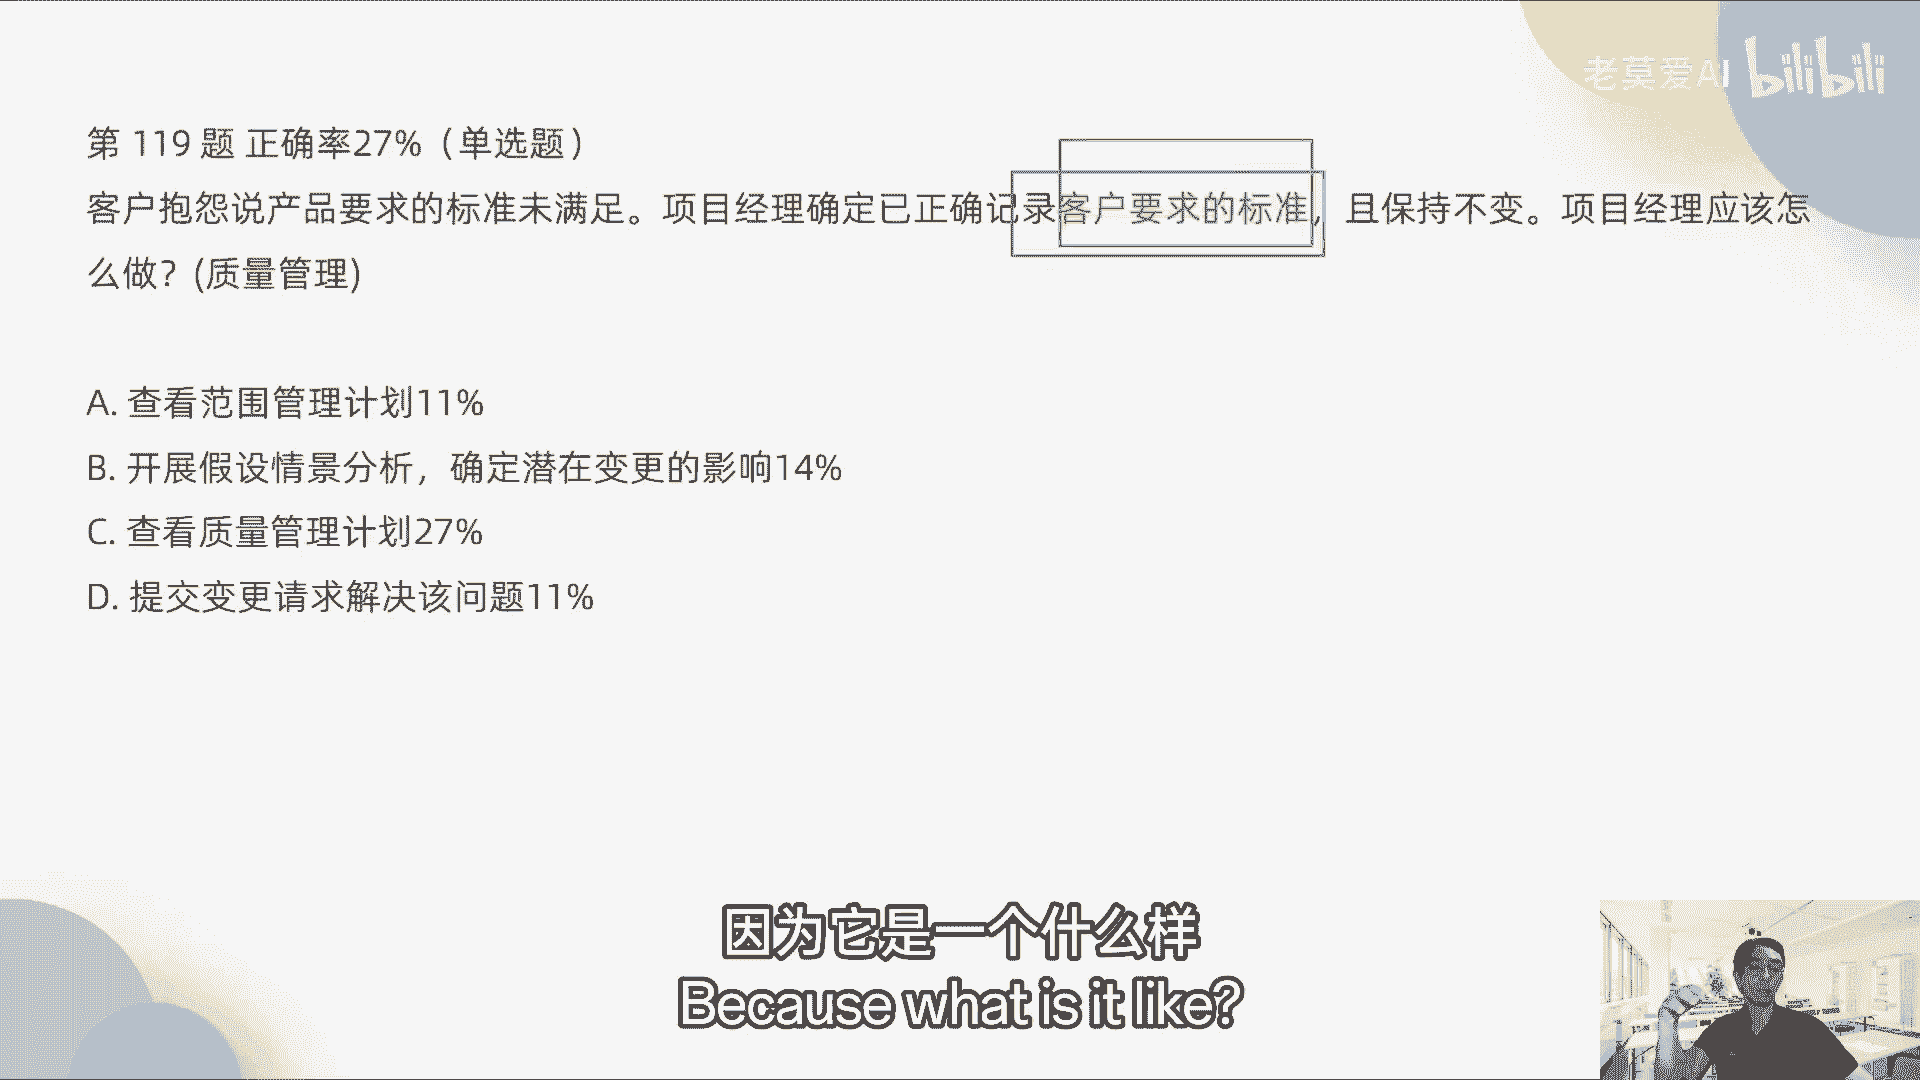 老莫爱AI bilibili
第 119 题 正确率27%（单选题）
客户抱怨说产品要求的标准未满足。项目经理确定已正确记录客户要求的标准，且保持不变。项目经理应该怎
么做？(质量管理)
A. 查看范围管理计划11%
B. 开展假设情景分析，确定潜在变更的影响14%
C. 查看质量管理计划27%
D. 提交变更请求解决该问题11%
因为它是一个什么样
Because what is it like?